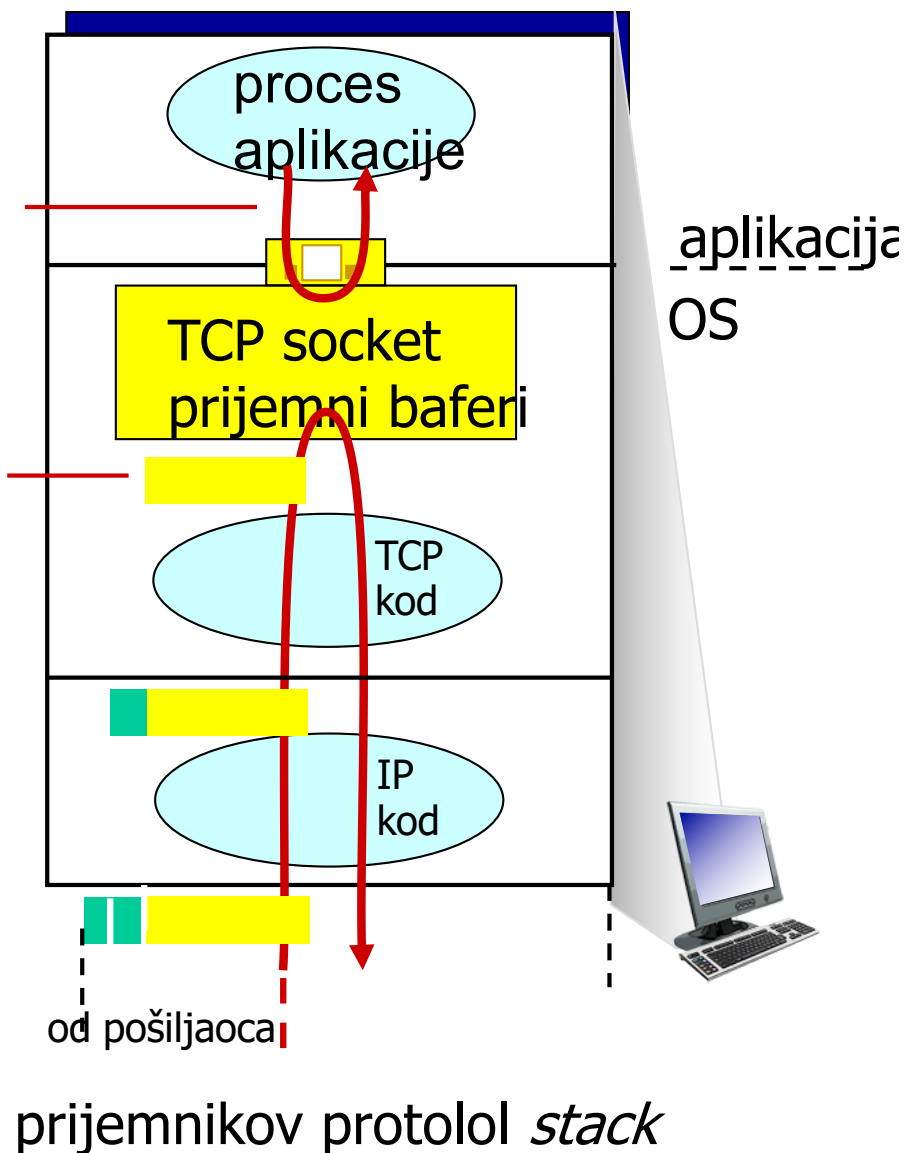 proces
aplikacije
aplikacija
OS
TCP socket
prijemni baferi
TCP
kod
IP
kod
od pošiljaoca
prijemnikov protolol stack